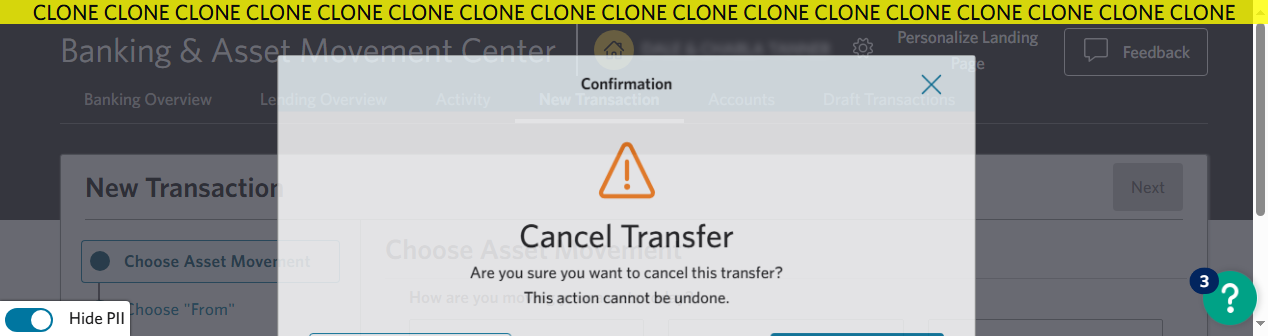 CLONE CLONE CLONE CLONE CLONE CLONE CLONE CLONE CLONE CLONE CLONE CLONE CLONE CLONE CLONE CLONE CLONE
Banking & Asset Movement Center
Personalize Landing Page
Feedback
Confirmation
Banking Overview
Lending Overview
Activity
New Transaction
Accounts
Draft Transactions
New Transaction
Next
Cancel Transfer
Choose Asset Movement
Choose Asset Movement
Are you sure you want to cancel this transfer?
This action cannot be undone.
How are you mo
Choose "From"
Hide PII
3
?